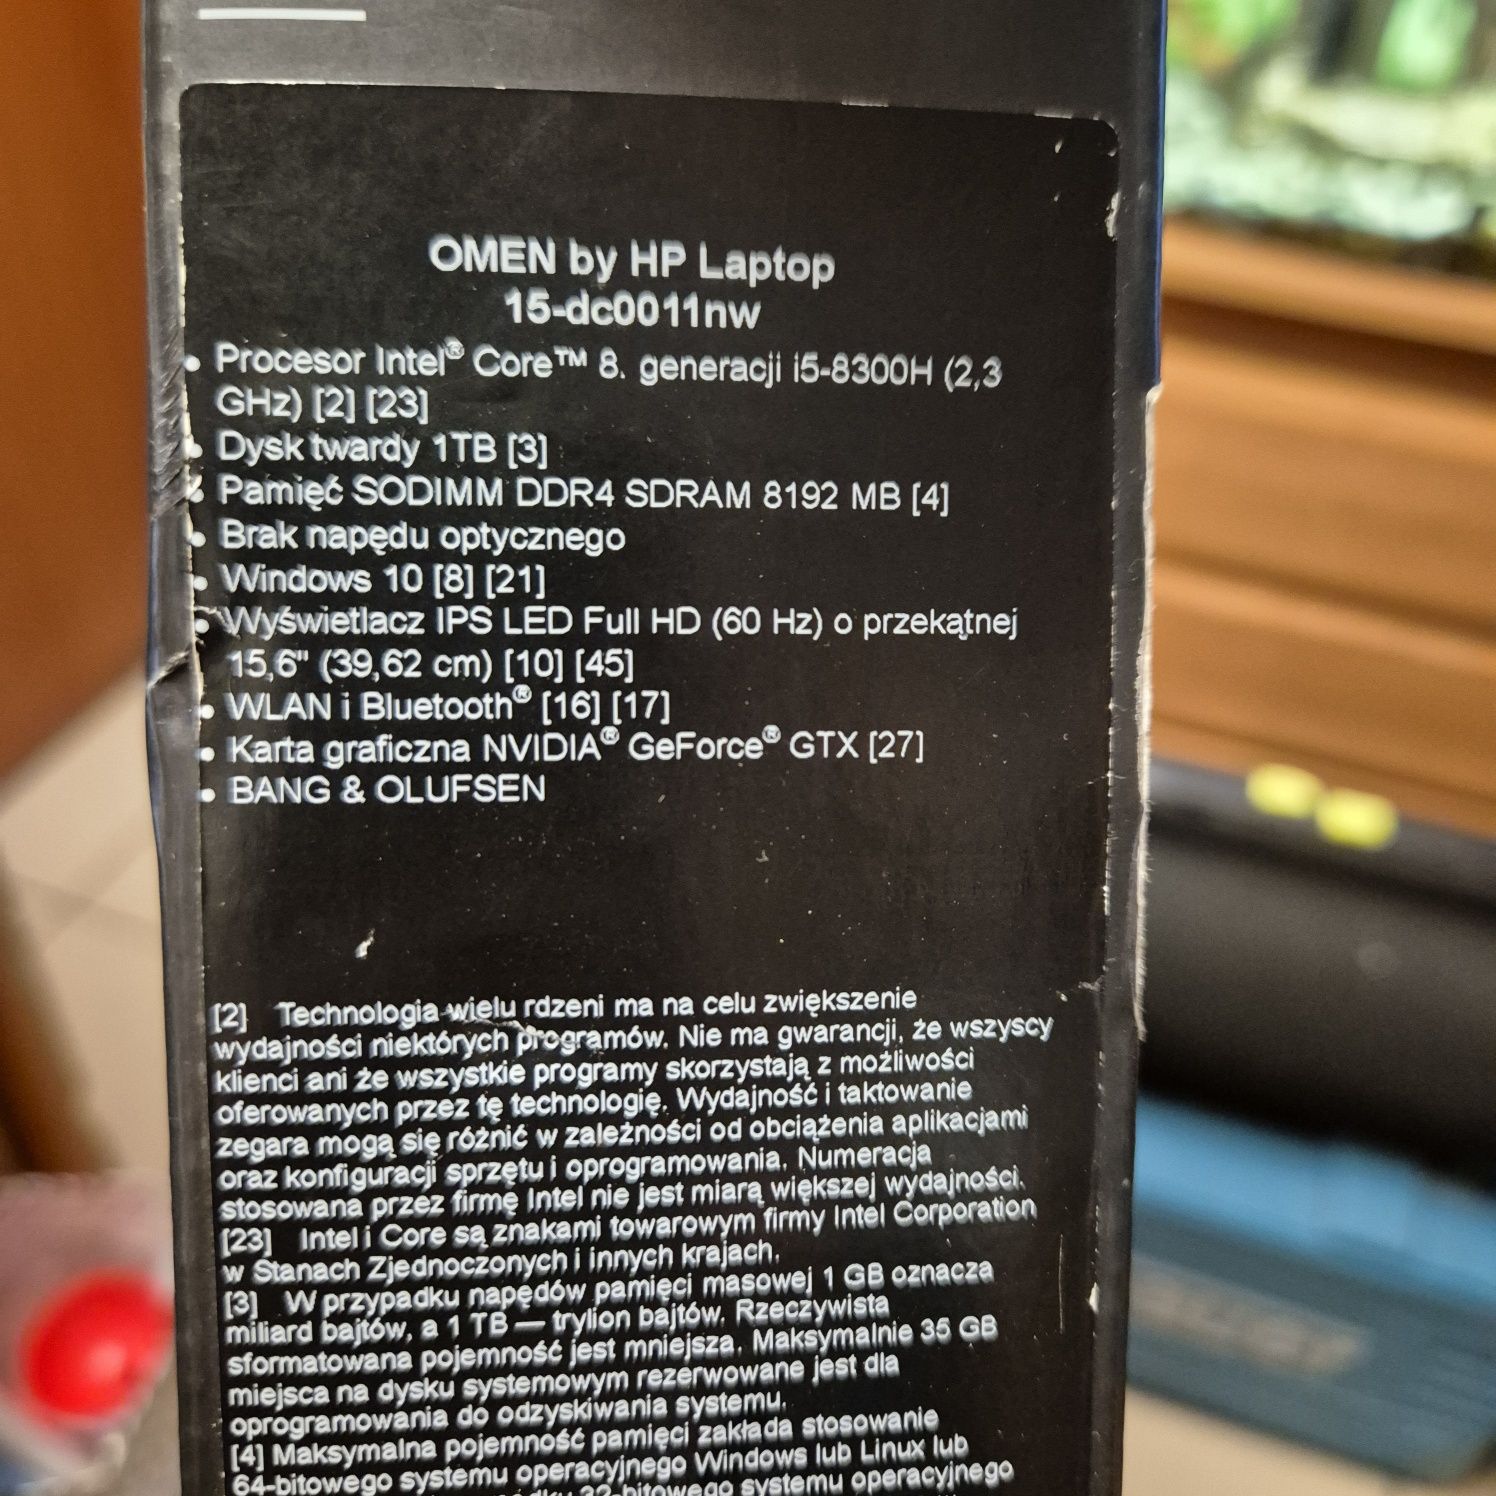 OMEN by HP Laptop
15-dc0011nw
• Procesor Intel® Core™ 8. generacji i5-8300H (2,3
GHz) [2] [23]
• Dysk twardy 1TB [3]
• Pamięć SODIMM DDR4 SDRAM 8192 MB [4]
• Brak napędu optycznego
• Windows 10 [8] [21]
• Wyświetlacz IPS LED Full HD (60 Hz) o przekątnej
15,6" (39,62 cm) [10] [45]
• WLAN i Bluetooth® [16] [17]
• Karta graficzna NVIDIA® GeForce® GTX [27]
• BANG & OLUFSEN
[2] Technologia wielu rdzeni ma na celu zwiększenie
wydajności niektórych programów. Nie ma gwarancji, że wszyscy
klienci ani że wszystkie programy skorzystają z możliwości
oferowanych przez tę technologię. Wydajność i taktowanie
zegara mogą się różnić w zależności od obciążenia aplikacjami
oraz konfiguracji sprzętu i oprogramowania. Numeracja
stosowana przez firmę Intel nie jest miarą większej wydajności.
[23] Intel i Core są znakami towarowym firmy Intel Corporation
w Stanach Zjednoczonych i innych krajach.
[3] W przypadku napędów pamięci masowej 1 GB oznacza
miliard bajtów, a 1 TB — trylion bajtów. Rzeczywista
sformatowana pojemność jest mniejsza. Maksymalnie 35 GB
miejsca na dysku systemowym rezerwowane jest dla
oprogramowania do odzyskiwania systemu.
[4] Maksymalna pojemność pamięci zakłada stosowanie
64-bitowego systemu operacyjnego Windows lub Linux lub
32-bitowego systemu operacyjnego